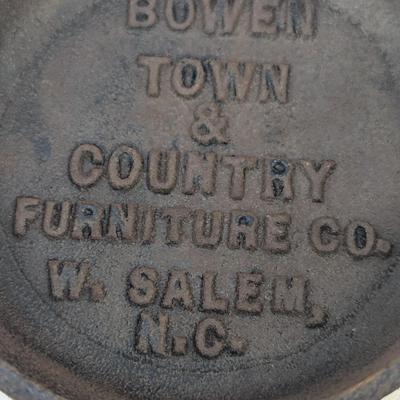 BOWEN
TOWN
&
COUNTRY
FURNITURE CO.
W. SALEM,
N.C.